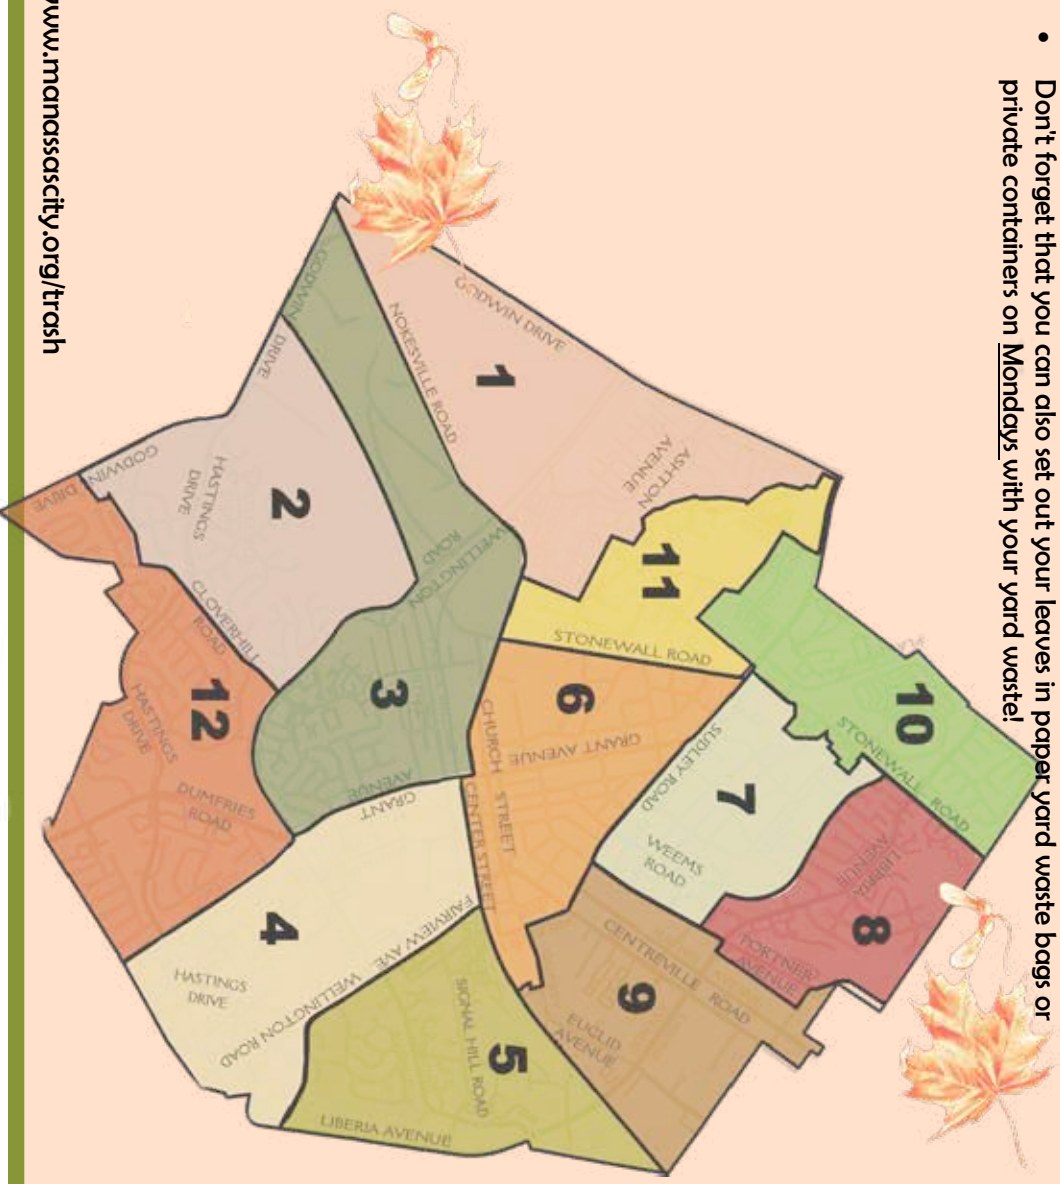 • Don't forget that you can also set out your leaves in paper yard waste bags or
private containers on Mondays with your yard waste!
10
STONEWALL ROAD
8
LIBERIA
AVENUE
PORTNER
AVENUE
7
SUDLEY ROAD
WEEMS
ROAD
11
STONEWALL ROAD
ASHTON
AVENUE
GODWIN DRIVE
1
NOKESVILLE ROAD
6
GRANT AVENUE
CHURCH STREET
CENTER STREET
CENTREVILLE ROAD
9
EUCLID
AVENUE
5
SIGNAL HILL ROAD
LIBERIA AVENUE
WELLINGTON
ROAD
3
GRANT
AVENUE
GRANT
FAIRVIEW AVE
WELLINGTON ROAD
4
HASTINGS
DRIVE
GODWIN
DRIVE
2
HASTINGS
DRIVE
GODWIN
DRIVE
CLOVERHILL
ROAD
12
HASTINGS
DRIVE
DUMFRIES
ROAD
ww.manassascity.org/trash